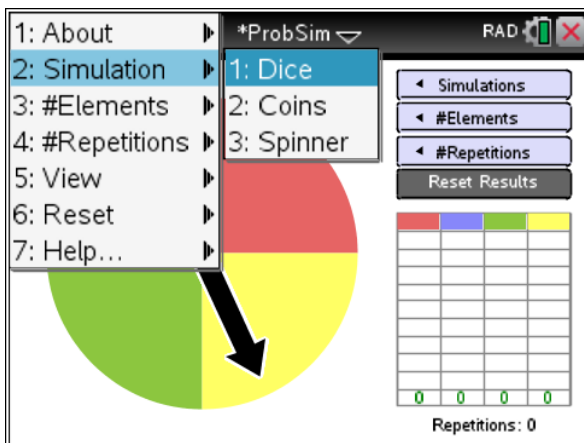 1: About
2: Simulation
3: #Elements
4: #Repetitions
5: View
6: Reset
7: Help...
*ProbSim
RAD
1: Dice
2: Coins
3: Spinner
Simulations
#Elements
#Repetitions
Reset Results
0 0 0 0
Repetitions: 0